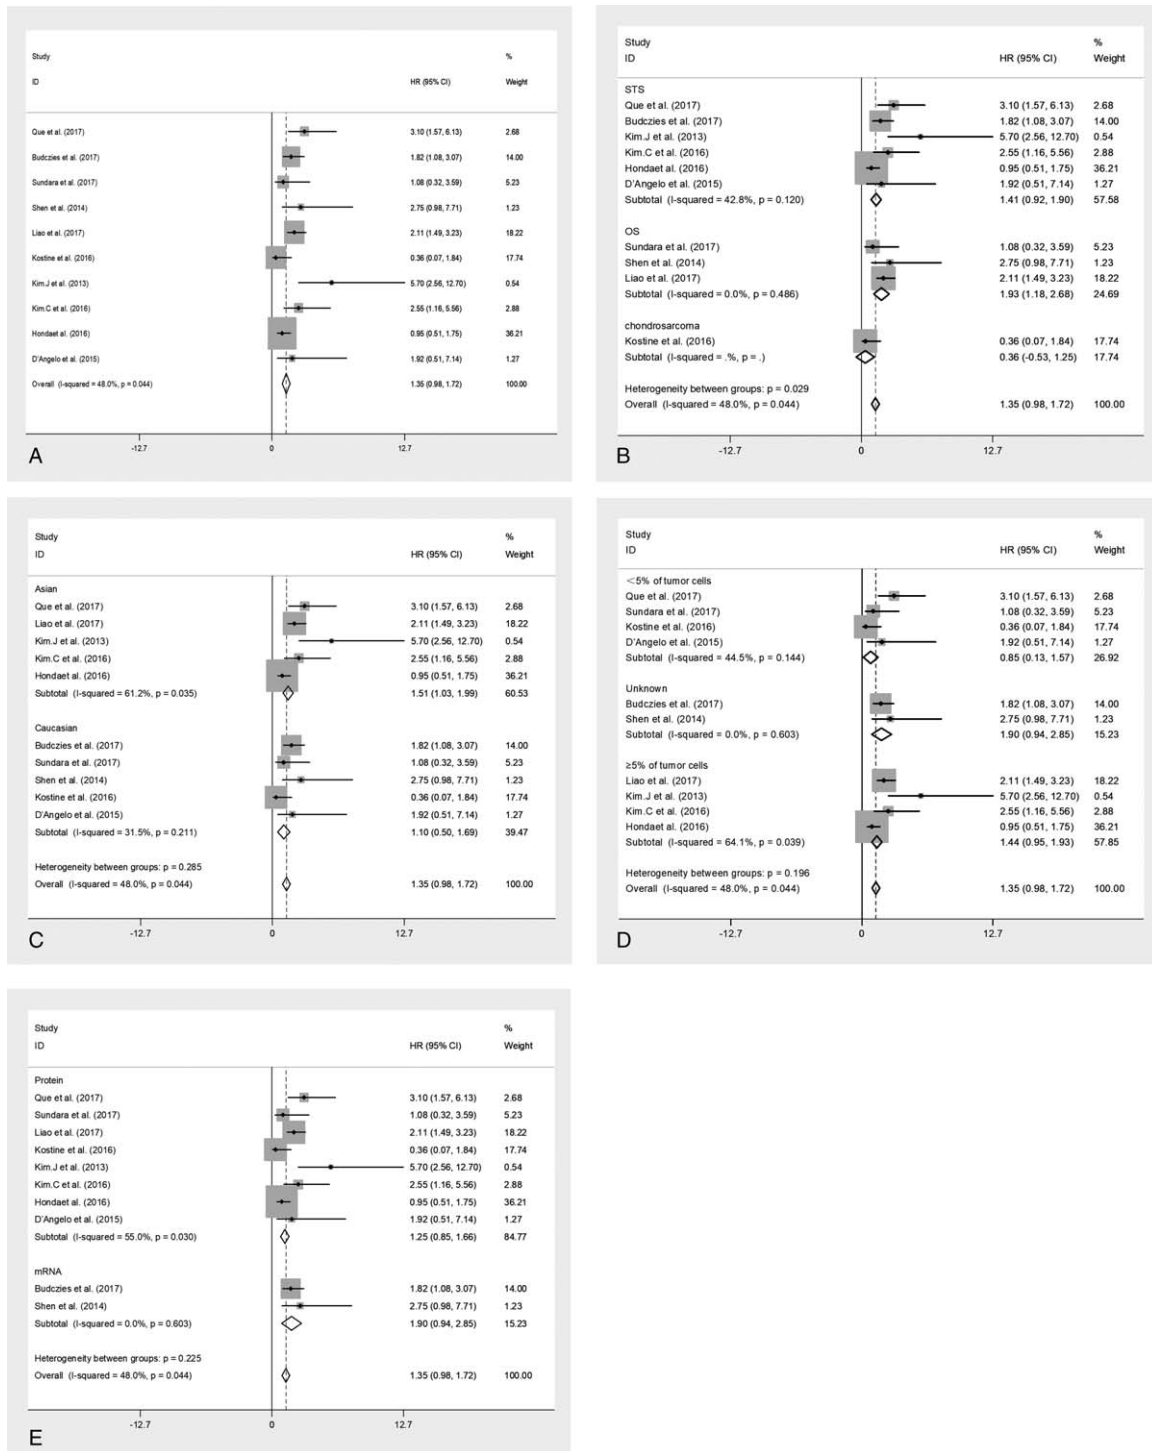 Study %
ID HR (95% CI) Weight
Que et al. (2017) 3.10 (1.57, 6.13) 2.68
Budczies et al. (2017) 1.82 (1.08, 3.07) 14.00
Sundara et al. (2017) 1.08 (0.32, 3.59) 5.23
Shen et al. (2014) 2.75 (0.98, 7.71) 1.23
Liao et al. (2017) 2.11 (1.49, 3.23) 18.22
Kostine et al. (2016) 0.36 (0.07, 1.84) 17.74
Kim.J et al. (2013) 5.70 (2.56, 12.70) 0.54
Kim.C et al. (2016) 2.55 (1.16, 5.56) 2.88
Hondaet al. (2016) 0.95 (0.51, 1.75) 36.21
D'Angelo et al. (2015) 1.92 (0.51, 7.14) 1.27
Overall (I-squared = 48.0%, p = 0.044) 1.35 (0.98, 1.72) 100.00
-12.7 0 12.7
A
Study %
ID HR (95% CI) Weight
STS
Que et al. (2017) 3.10 (1.57, 6.13) 2.68
Budczies et al. (2017) 1.82 (1.08, 3.07) 14.00
Kim.J et al. (2013) 5.70 (2.56, 12.70) 0.54
Kim.C et al. (2016) 2.55 (1.16, 5.56) 2.88
Hondaet al. (2016) 0.95 (0.51, 1.75) 36.21
D'Angelo et al. (2015) 1.92 (0.51, 7.14) 1.27
Subtotal (I-squared = 42.8%, p = 0.120) 1.41 (0.92, 1.90) 57.58
OS
Sundara et al. (2017) 1.08 (0.32, 3.59) 5.23
Shen et al. (2014) 2.75 (0.98, 7.71) 1.23
Liao et al. (2017) 2.11 (1.49, 3.23) 18.22
Subtotal (I-squared = 0.0%, p = 0.486) 1.93 (1.18, 2.68) 24.69
chondrosarcoma
Kostine et al. (2016) 0.36 (0.07, 1.84) 17.74
Subtotal (I-squared = .%, p = .) 0.36 (-0.53, 1.25) 17.74
Heterogeneity between groups: p = 0.029
Overall (I-squared = 48.0%, p = 0.044) 1.35 (0.98, 1.72) 100.00
-12.7 0 12.7
B
Study %
ID HR (95% CI) Weight
Asian
Que et al. (2017) 3.10 (1.57, 6.13) 2.68
Liao et al. (2017) 2.11 (1.49, 3.23) 18.22
Kim.J et al. (2013) 5.70 (2.56, 12.70) 0.54
Kim.C et al. (2016) 2.55 (1.16, 5.56) 2.88
Hondaet al. (2016) 0.95 (0.51, 1.75) 36.21
Subtotal (I-squared = 61.2%, p = 0.035) 1.51 (1.03, 1.99) 60.53
Caucasian
Budczies et al. (2017) 1.82 (1.08, 3.07) 14.00
Sundara et al. (2017) 1.08 (0.32, 3.59) 5.23
Shen et al. (2014) 2.75 (0.98, 7.71) 1.23
Kostine et al. (2016) 0.36 (0.07, 1.84) 17.74
D'Angelo et al. (2015) 1.92 (0.51, 7.14) 1.27
Subtotal (I-squared = 31.5%, p = 0.211) 1.10 (0.50, 1.69) 39.47
Heterogeneity between groups: p = 0.285
Overall (I-squared = 48.0%, p = 0.044) 1.35 (0.98, 1.72) 100.00
-12.7 0 12.7
C
Study %
ID HR (95% CI) Weight
<5% of tumor cells
Que et al. (2017) 3.10 (1.57, 6.13) 2.68
Sundara et al. (2017) 1.08 (0.32, 3.59) 5.23
Kostine et al. (2016) 0.36 (0.07, 1.84) 17.74
D'Angelo et al. (2015) 1.92 (0.51, 7.14) 1.27
Subtotal (I-squared = 44.5%, p = 0.144) 0.85 (0.13, 1.57) 26.92
Unknown
Budczies et al. (2017) 1.82 (1.08, 3.07) 14.00
Shen et al. (2014) 2.75 (0.98, 7.71) 1.23
Subtotal (I-squared = 0.0%, p = 0.603) 1.90 (0.94, 2.85) 15.23
≥5% of tumor cells
Liao et al. (2017) 2.11 (1.49, 3.23) 18.22
Kim.J et al. (2013) 5.70 (2.56, 12.70) 0.54
Kim.C et al. (2016) 2.55 (1.16, 5.56) 2.88
Hondaet al. (2016) 0.95 (0.51, 1.75) 36.21
Subtotal (I-squared = 64.1%, p = 0.039) 1.44 (0.95, 1.93) 57.85
Heterogeneity between groups: p = 0.196
Overall (I-squared = 48.0%, p = 0.044) 1.35 (0.98, 1.72) 100.00
-12.7 0 12.7
D
Study %
ID HR (95% CI) Weight
Protein
Que et al. (2017) 3.10 (1.57, 6.13) 2.68
Sundara et al. (2017) 1.08 (0.32, 3.59) 5.23
Liao et al. (2017) 2.11 (1.49, 3.23) 18.22
Kostine et al. (2016) 0.36 (0.07, 1.84) 17.74
Kim.J et al. (2013) 5.70 (2.56, 12.70) 0.54
Kim.C et al. (2016) 2.55 (1.16, 5.56) 2.88
Hondaet al. (2016) 0.95 (0.51, 1.75) 36.21
D'Angelo et al. (2015) 1.92 (0.51, 7.14) 1.27
Subtotal (I-squared = 55.0%, p = 0.030) 1.25 (0.85, 1.66) 84.77
mRNA
Budczies et al. (2017) 1.82 (1.08, 3.07) 14.00
Shen et al. (2014) 2.75 (0.98, 7.71) 1.23
Subtotal (I-squared = 0.0%, p = 0.603) 1.90 (0.94, 2.85) 15.23
Heterogeneity between groups: p = 0.225
Overall (I-squared = 48.0%, p = 0.044) 1.35 (0.98, 1.72) 100.00
-12.7 0 12.7
E